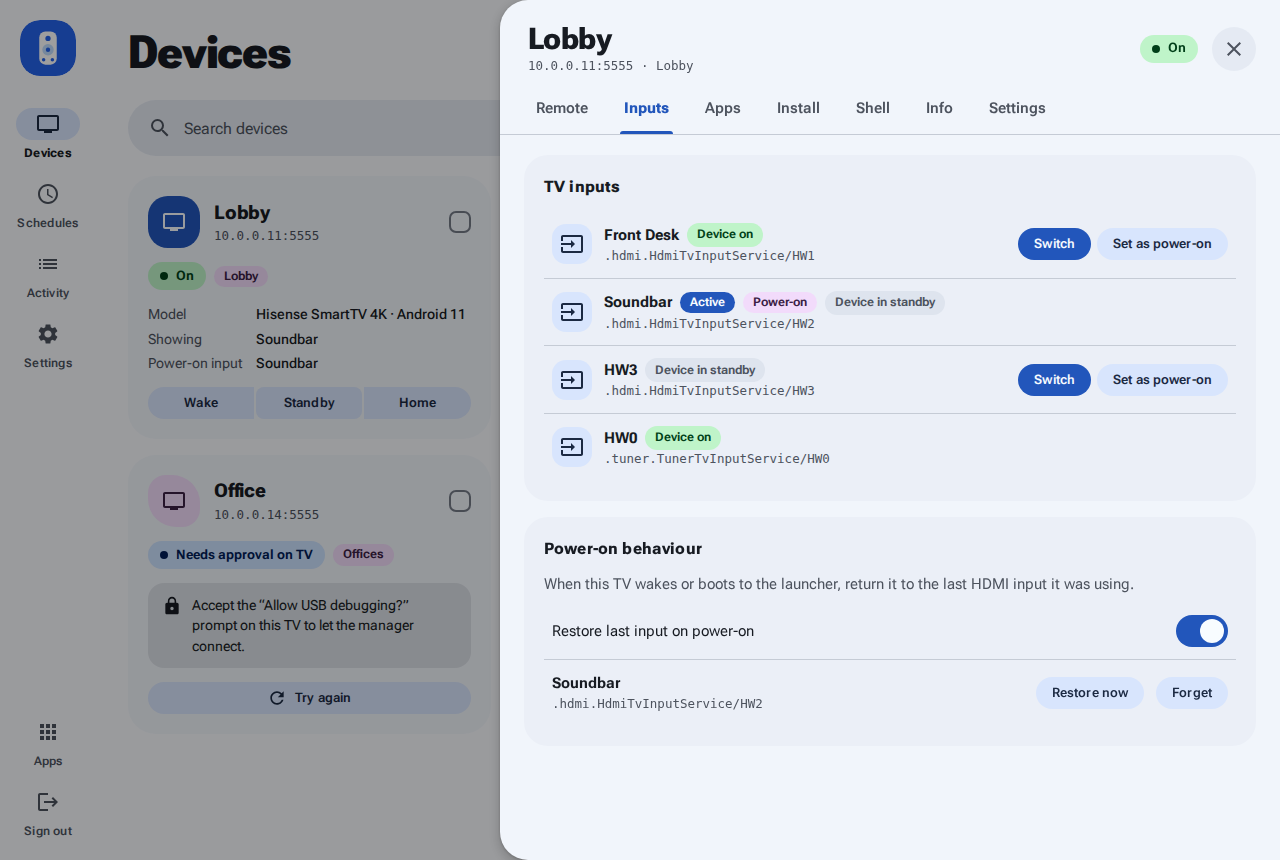 Devices
Schedules
Activity
Settings
Apps
Sign out
Devices
Search devices
Lobby
10.0.0.11:5555
On
Lobby
Model Hisense SmartTV 4K · Android 11
Showing Soundbar
Power-on input Soundbar
Wake Standby Home
Office
10.0.0.14:5555
Needs approval on TV
Offices
Accept the “Allow USB debugging?”
prompt on this TV to let the manager
connect.
Try again
Lobby
10.0.0.11:5555 · Lobby
On
Remote Inputs Apps Install Shell Info Settings
TV inputs
Front Desk Device on
.hdmi.HdmiTvInputService/HW1
Switch Set as power-on
Soundbar Active Power-on Device in standby
.hdmi.HdmiTvInputService/HW2
HW3 Device in standby
.hdmi.HdmiTvInputService/HW3
Switch Set as power-on
HW0 Device on
.tuner.TunerTvInputService/HW0
Power-on behaviour
When this TV wakes or boots to the launcher, return it to the last HDMI input it was using.
Restore last input on power-on
Soundbar
.hdmi.HdmiTvInputService/HW2
Restore now Forget